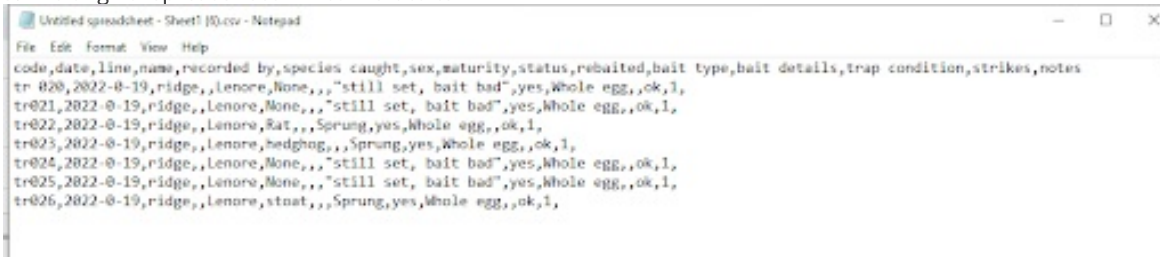 Untitled spreadsheet - Sheet1 (6).csv - Notepad
File Edit Format View Help
code,date,line,name,recorded by,species caught,sex,maturity,status,rebaited,bait type,bait details,trap condition,strikes,notes
tr 020,2022-0-19,ridge,,Lenore,None,,,"still set, bait bad",yes,Whole egg,,ok,1,
tr021,2022-0-19,ridge,,Lenore,None,,,"still set, bait bad",yes,Whole egg,,ok,1,
tr022,2022-0-19,ridge,,Lenore,Rat,,,Sprung,yes,Whole egg,,ok,1,
tr023,2022-0-19,ridge,,Lenore,hedghog,,,Sprung,yes,Whole egg,,ok,1,
tr024,2022-0-19,ridge,,Lenore,None,,,"still set, bait bad",yes,Whole egg,,ok,1,
tr025,2022-0-19,ridge,,Lenore,None,,,"still set, bait bad",yes,Whole egg,,ok,1,
tr026,2022-0-19,ridge,,Lenore,stoat,,,Sprung,yes,Whole egg,,ok,1,